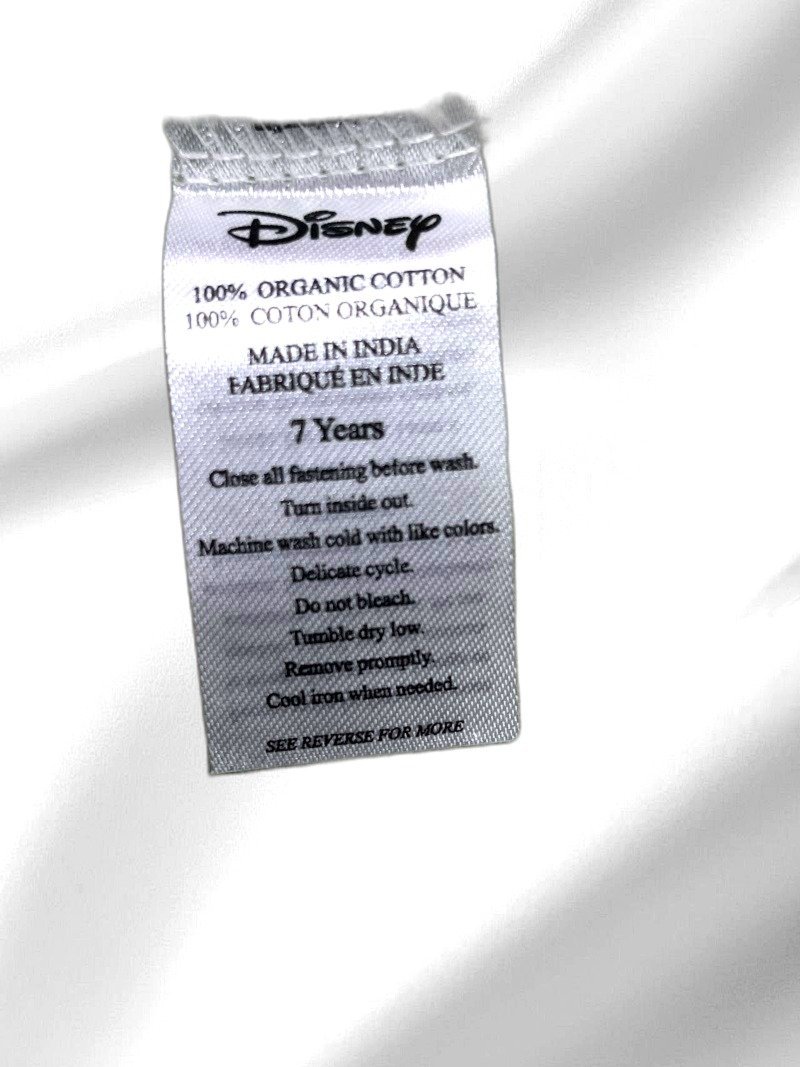 Disney
100% ORGANIC COTTON
100% COTON ORGANIQUE
MADE IN INDIA
FABRIQUÉ EN INDE
7 Years
Close all fastening before wash.
Turn inside out.
Machine wash cold with like colors.
Delicate cycle.
Do not bleach.
Tumble dry low.
Remove promptly.
Cool iron when needed.
SEE REVERSE FOR MORE